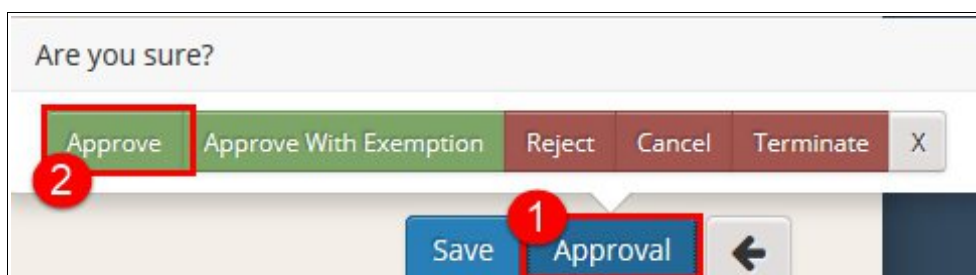 Are you sure?
Approve Approve With Exemption Reject Cancel Terminate X
2
1
Save Approval